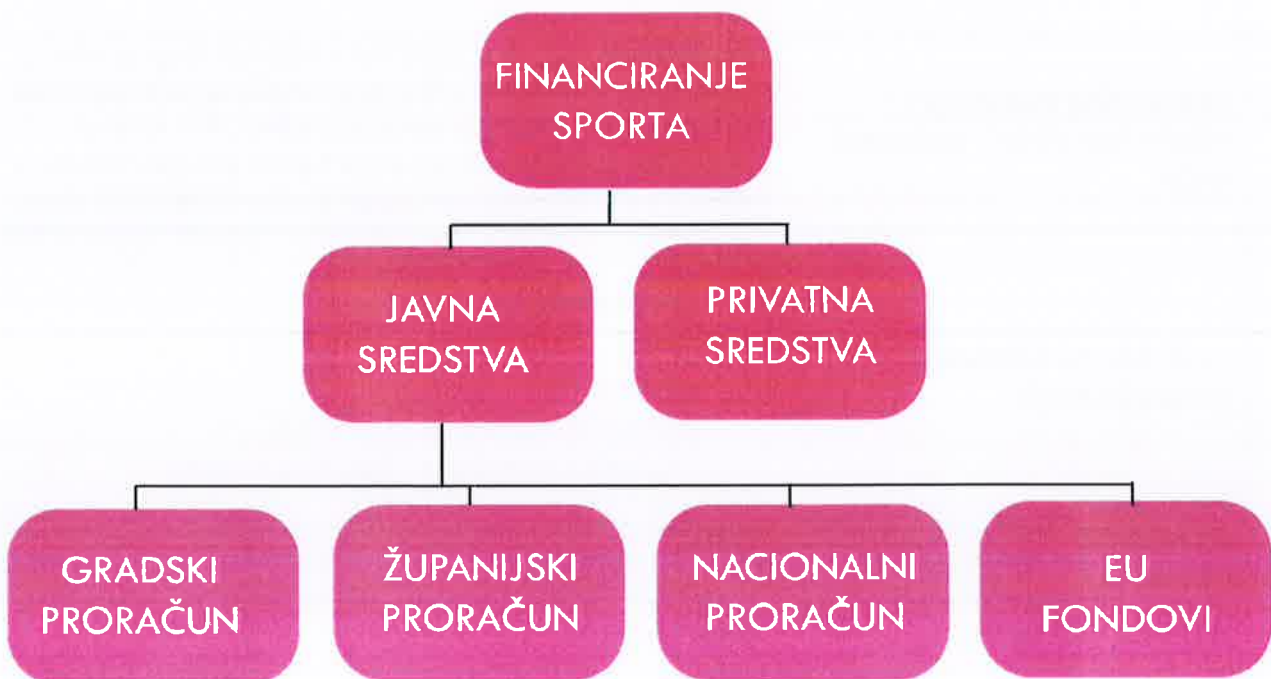 FINANCIRANJE
SPORTA
JAVNA
SREDSTVA
PRIVATNA
SREDSTVA
GRADSKI
PRORAČUN
ŽUPANIJSKI
PRORAČUN
NACIONALNI
PRORAČUN
EU
FONDOVI